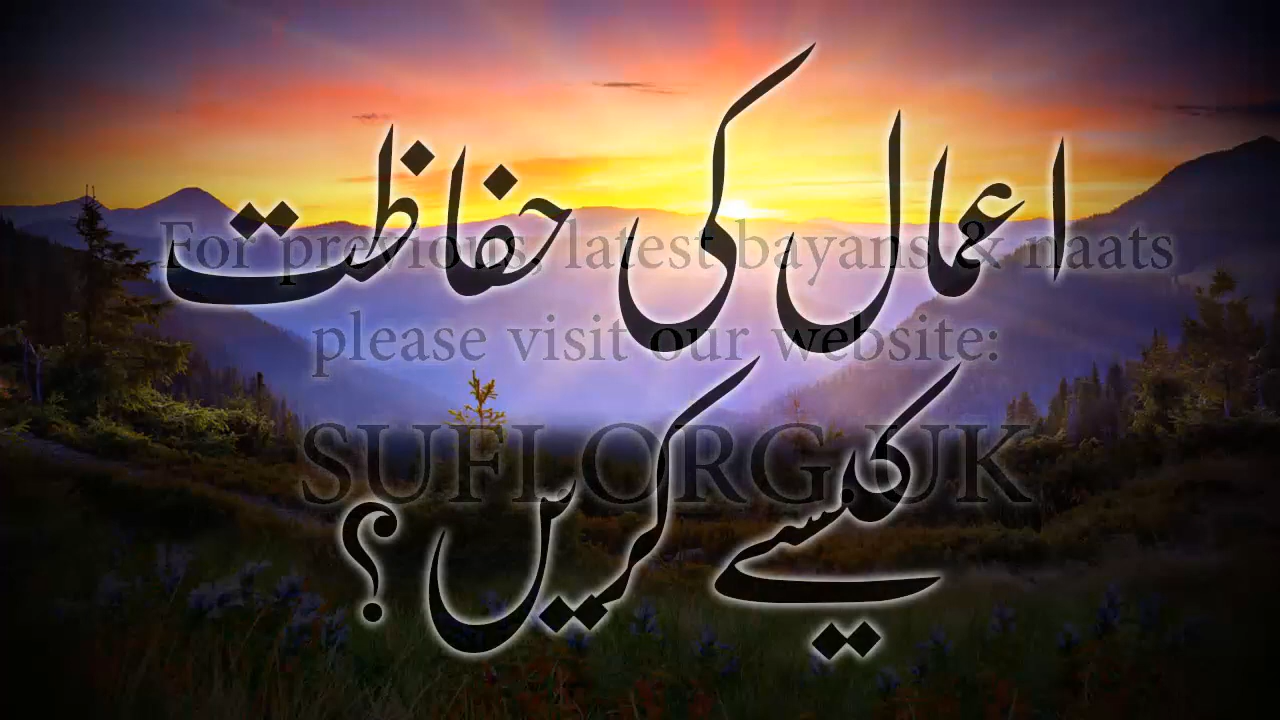 اعمال کی حفاظت
For previous, latest bayans & naats
please visit our website:
SUFI.ORG.UK
کیسے کریں؟